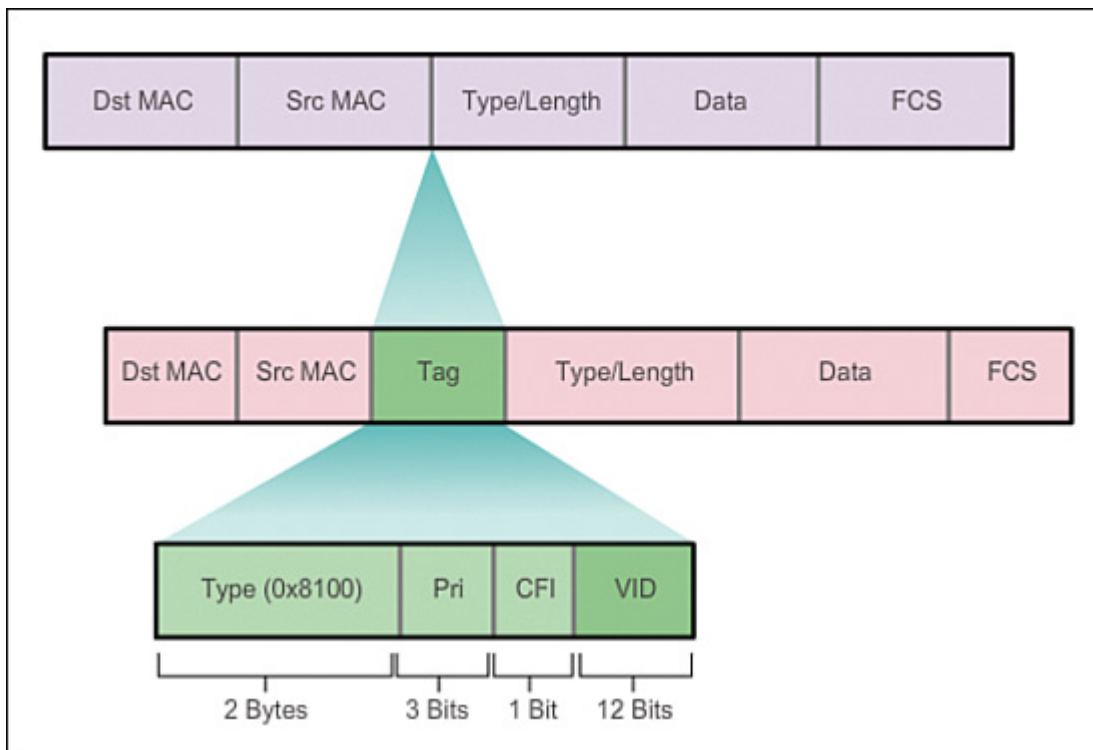 Dst MAC Src MAC Type/Length Data FCS
Dst MAC Src MAC Tag Type/Length Data FCS
Type (0x8100) Pri CFI VID
2 Bytes 3 Bits 1 Bit 12 Bits